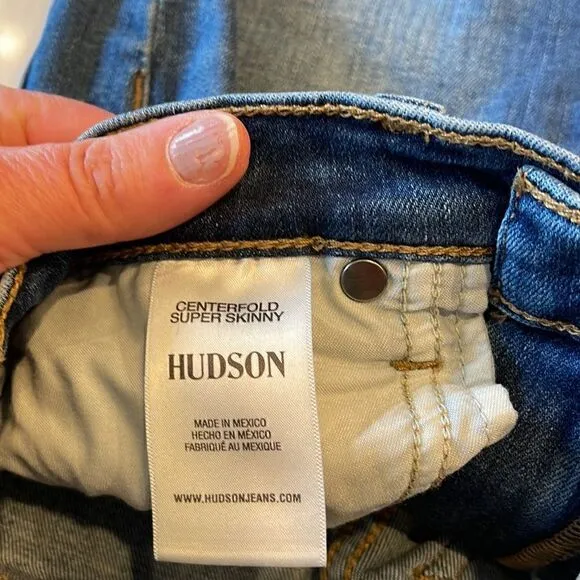 CENTERFOLD
SUPER SKINNY
HUDSON
MADE IN MEXICO
HECHO EN MÉXICO
FABRIQUÉ AU MEXIQUE
WWW.HUDSONJEANS.COM